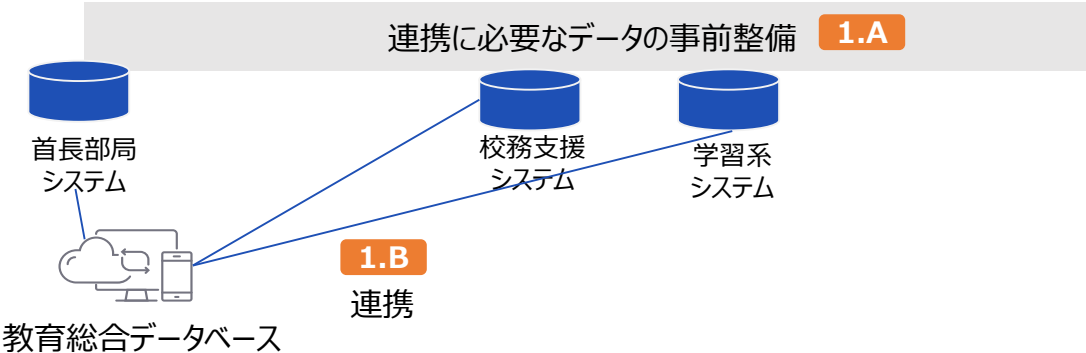 連携に必要なデータの事前整備 1.A
首長部局
システム
校務支援
システム
学習系
システム
1.B
連携
教育総合データベース